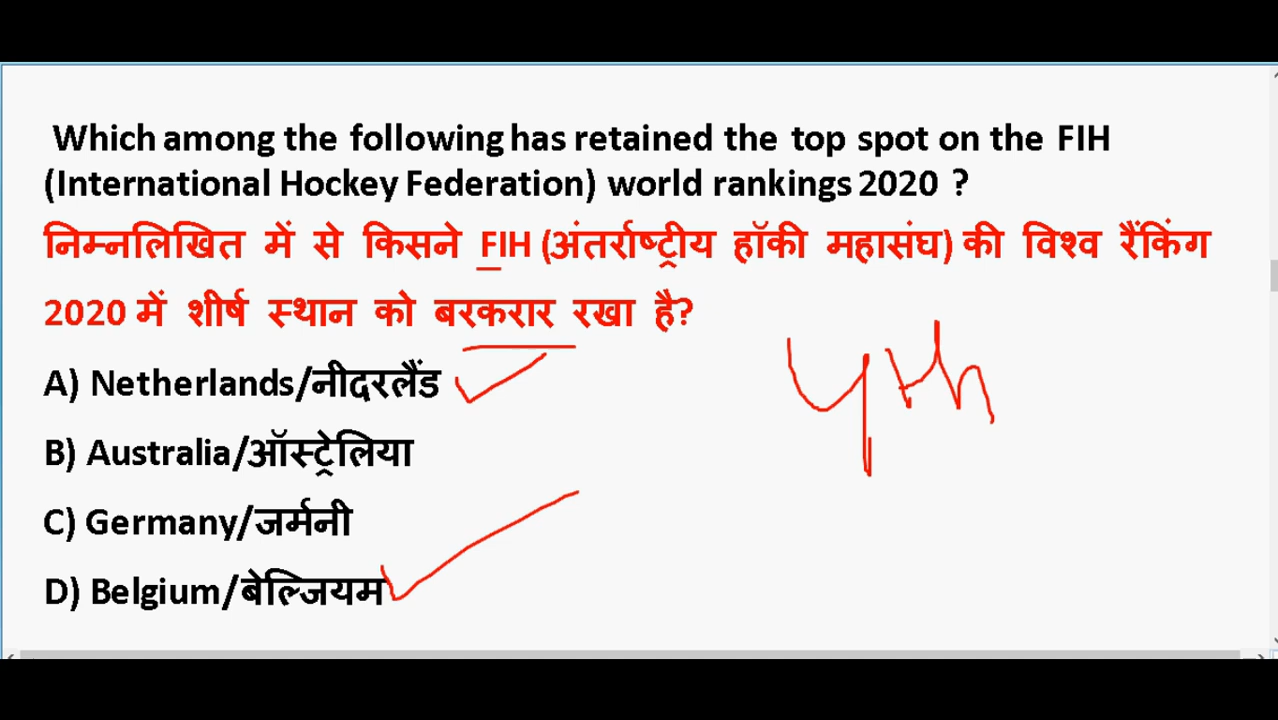 Which among the following has retained the top spot on the FIH
(International Hockey Federation) world rankings 2020 ?
निम्नलिखित में से किसने FIH (अंतर्राष्ट्रीय हॉकी महासंघ) की विश्व रैंकिंग
2020 में शीर्ष स्थान को बरकरार रखा है?
A) Netherlands/नीदरलैंड
B) Australia/ऑस्ट्रेलिया
C) Germany/जर्मनी
D) Belgium/बेल्जियम